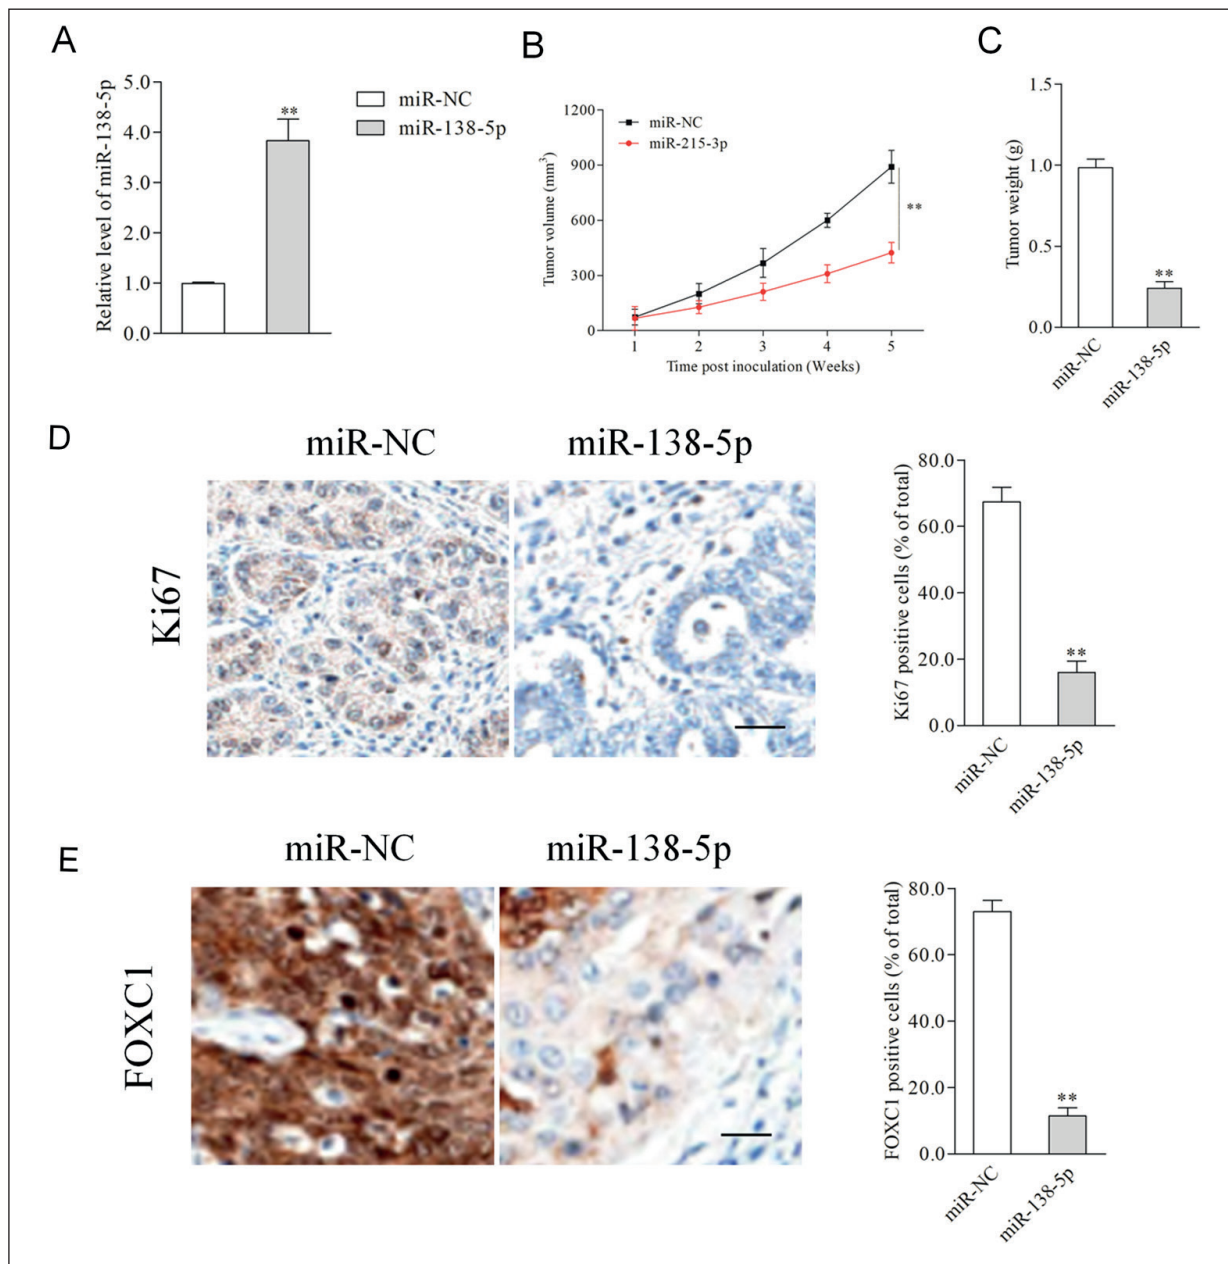 A
Relative level of miR-138-5p
5.0
4.0
3.0
2.0
1.0
0.0
**
miR-NC
miR-138-5p
B
Tumor volume (mm³)
1200
900
600
300
0
miR-NC
miR-215-3p
**
1 2 3 4 5
Time post inoculation (Weeks)
C
Tumor weight (g)
1.5
1.0
0.5
0.0
**
miR-NC
miR-138-5p
D
miR-NC
miR-138-5p
Ki67
Ki67 positive cells (% of total)
80.0
60.0
40.0
20.0
0.0
**
miR-NC
miR-138-5p
E
miR-NC
miR-138-5p
FOXC1
FOXC1 positive cells (% of total)
80.0
60.0
40.0
20.0
0.0
**
miR-NC
miR-138-5p